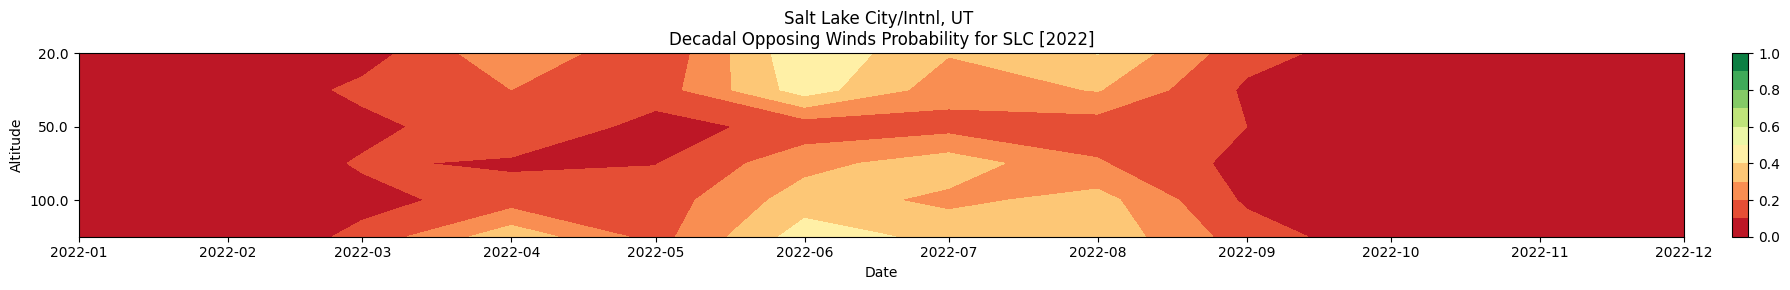 Salt Lake City/Intnl, UT
Decadal Opposing Winds Probability for SLC [2022]
Altitude
20.0
50.0
100.0
2022-01 2022-02 2022-03 2022-04 2022-05 2022-06 2022-07 2022-08 2022-09 2022-10 2022-11 2022-12
Date
1.0
0.8
0.6
0.4
0.2
0.0